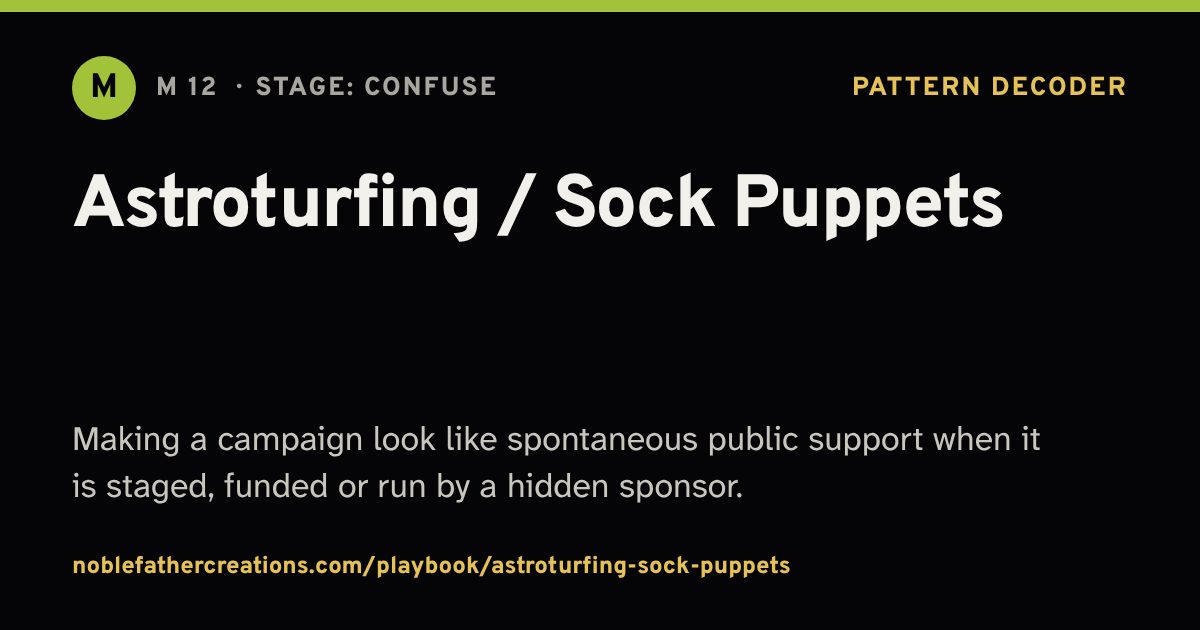 M
M 12 · STAGE: CONFUSE
PATTERN DECODER
Astroturfing / Sock Puppets
Making a campaign look like spontaneous public support when it
is staged, funded or run by a hidden sponsor.
noblefathercreations.com/playbook/astroturfing-sock-puppets